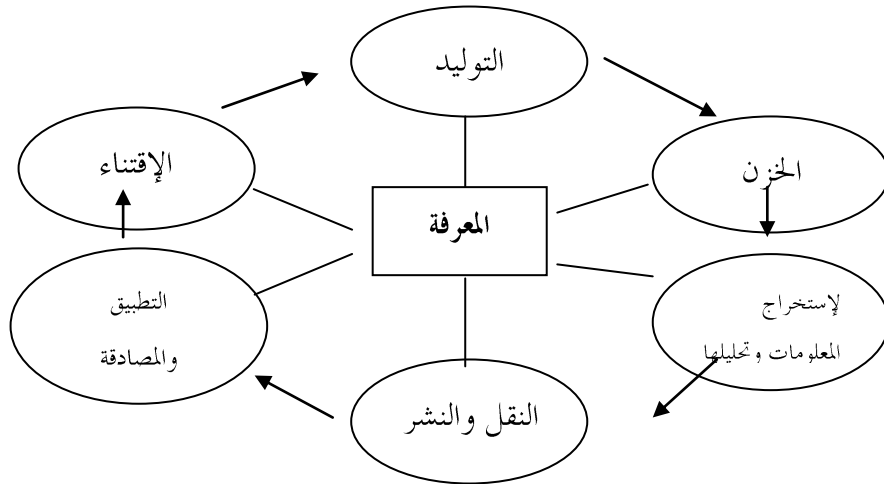 التوليد
الإقتناء
الخزن
المعرفة
التطبيق
والمصادقة
لإستخراج
المعلومات وتحليلها
النقل والنشر